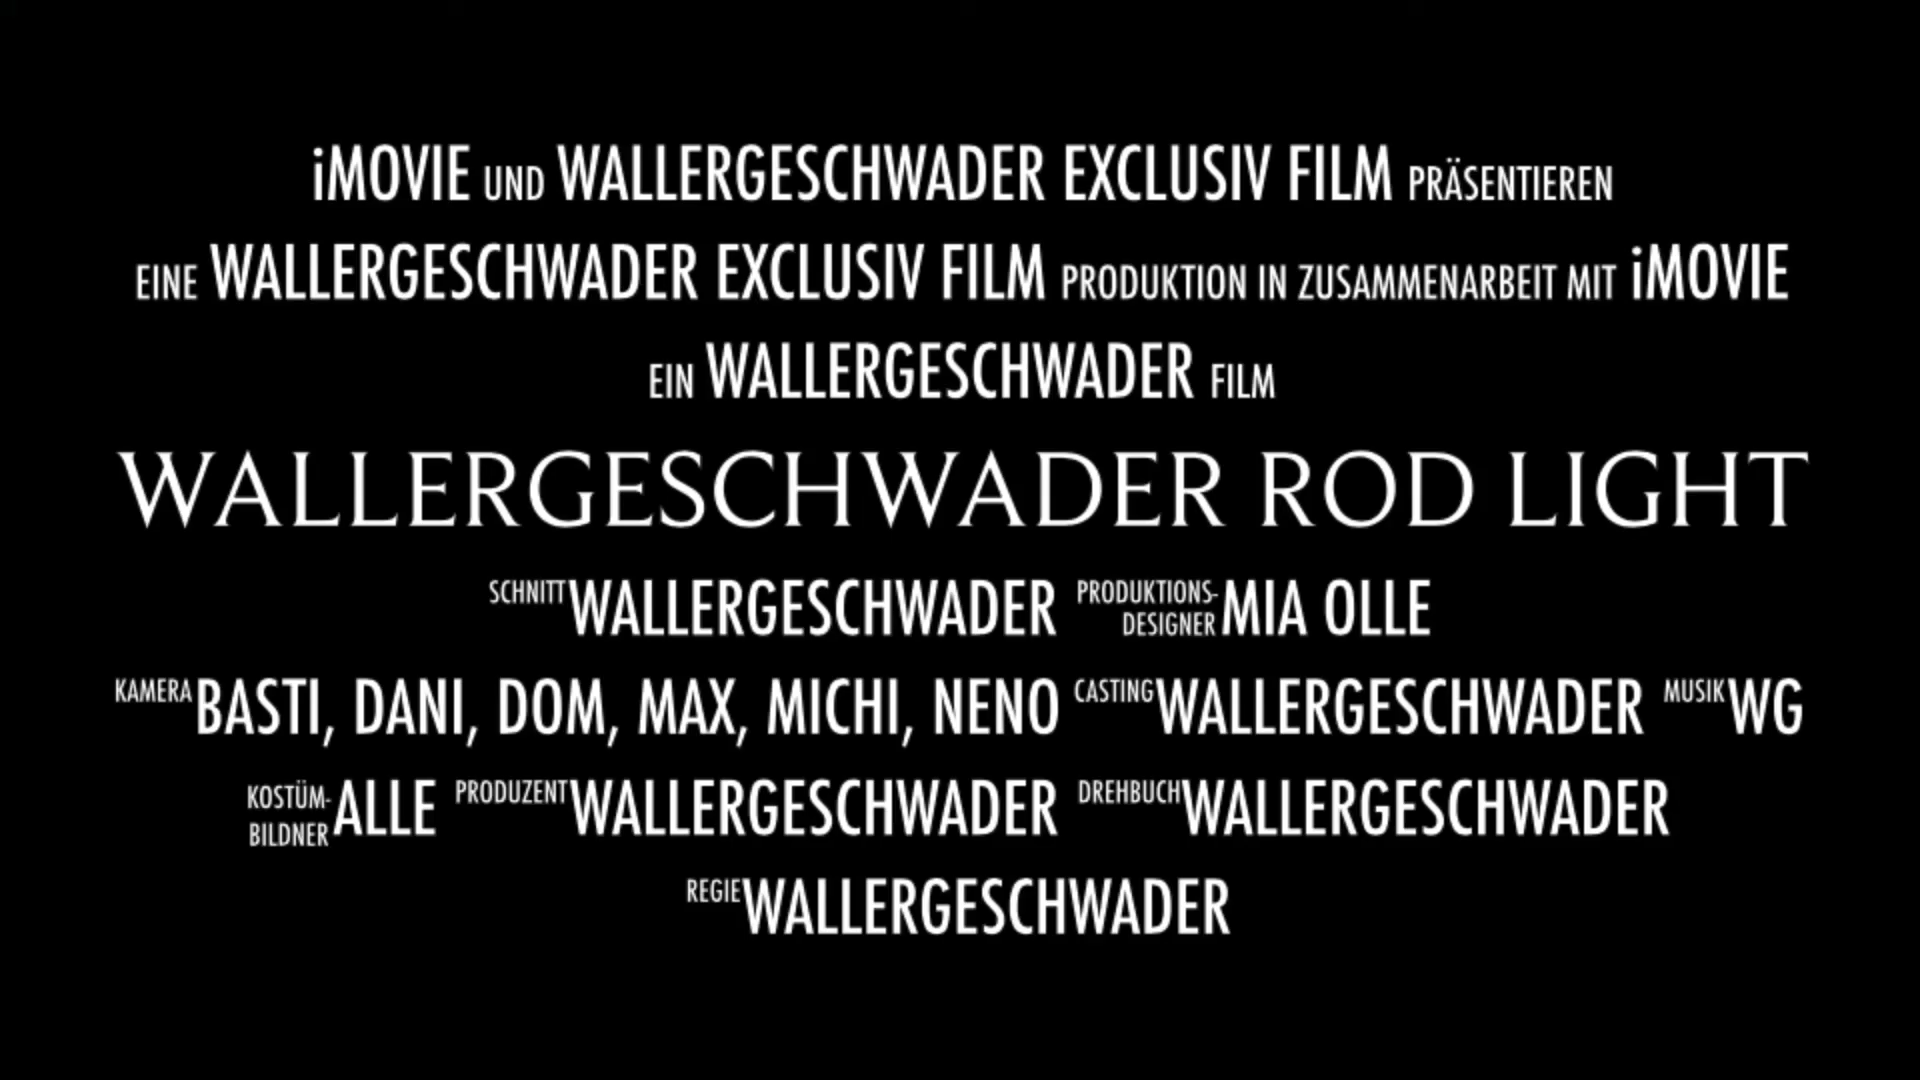 iMOVIE UND WALLERGESCHWADER EXCLUSIV FILM PRÄSENTIEREN
EINE WALLERGESCHWADER EXCLUSIV FILM PRODUKTION IN ZUSAMMENARBEIT MIT iMOVIE
EIN WALLERGESCHWADER FILM
WALLERGESCHWADER ROD LIGHT
SCHNITT WALLERGESCHWADER PRODUKTIONS-DESIGNER MIA OLLE
KAMERA BASTI, DANI, DOM, MAX, MICHI, NENO CASTING WALLERGESCHWADER MUSIK WG
KOSTÜM-BILDNER ALLE PRODUZENT WALLERGESCHWADER DREHBUCH WALLERGESCHWADER
REGIE WALLERGESCHWADER